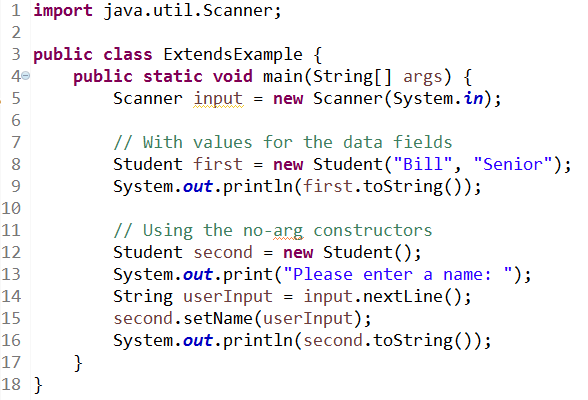 1 import java.util.Scanner;
2
3 public class ExtendsExample {
4     public static void main(String[] args) {
5         Scanner input = new Scanner(System.in);
6
7         // With values for the data fields
8         Student first = new Student("Bill", "Senior");
9         System.out.println(first.toString());
10
11         // Using the no-arg constructors
12         Student second = new Student();
13         System.out.print("Please enter a name: ");
14         String userInput = input.nextLine();
15         second.setName(userInput);
16         System.out.println(second.toString());
17     }
18 }